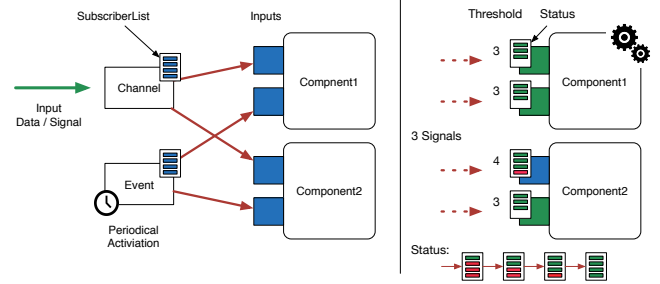 SubscriberList
Inputs
Channel
Compnent1
Input
Data / Signal
Event
Component2
Periodical
Activiation
Threshold
Status
3
Component1
3
3 Signals
4
Component2
3
Status: